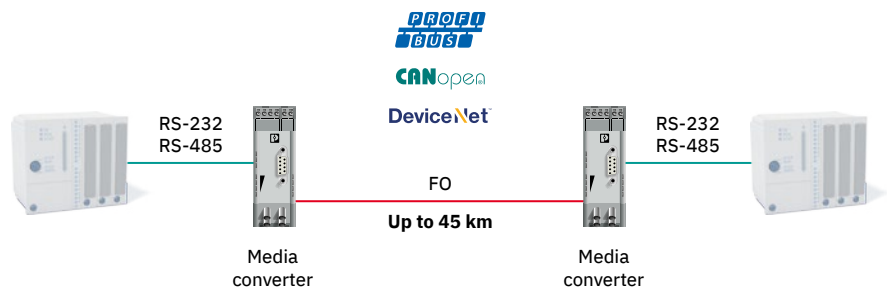 PROFI
BUS
CANopen
DeviceNet
RS-232
RS-485
RS-232
RS-485
FO
Up to 45 km
Media
converter
Media
converter